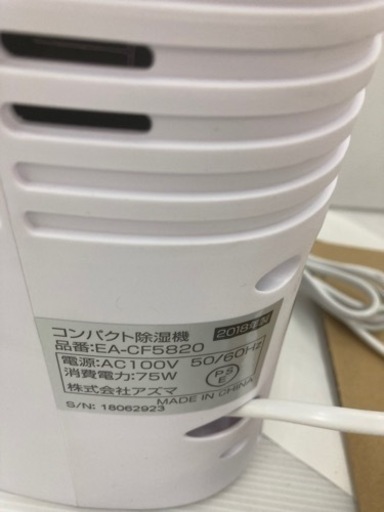 コンパクト除湿機 2018年製
品番:EA-CF5820
電源:AC100V 50/60Hz
消費電力:75W
PSE
株式会社アズマ
MADE IN CHINA
S/N: 18062923